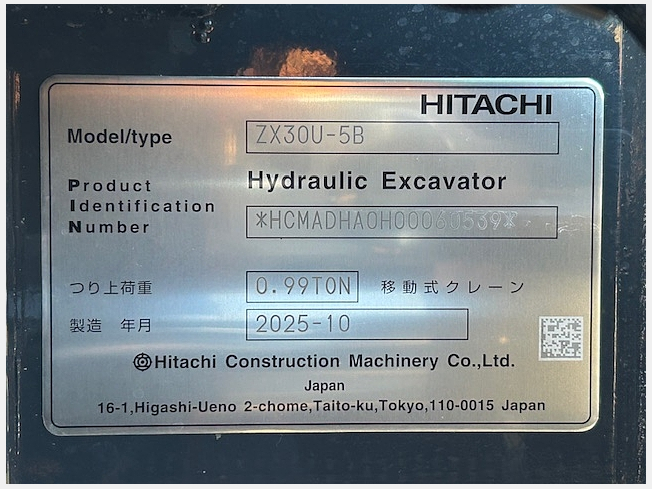 HITACHI
Model/type ZX30U-5B
Hydraulic Excavator
Product
Identification
Number
*HCMADHA0H00060539*
つり上荷重 0.99TON 移動式クレーン
製造 年月 2025-10
Hitachi Construction Machinery Co.,Ltd.
Japan
16-1,Higashi-Ueno 2-chome,Taito-ku,Tokyo,110-0015 Japan